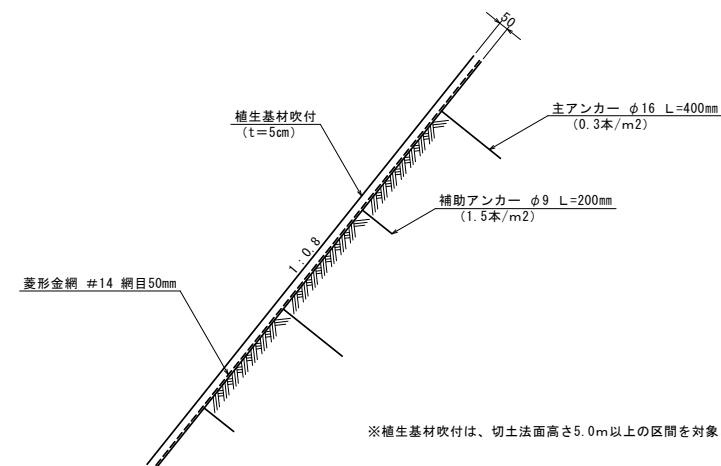 50
植生基材吹付
(t=5cm)
主アンカー φ16 L=400mm
(0.3本/m2)
補助アンカー φ9 L=200mm
(1.5本/m2)
1:0.8
菱形金網 #14 網目50mm
※植生基材吹付は、切土法面高さ5.0m以上の区間を対象